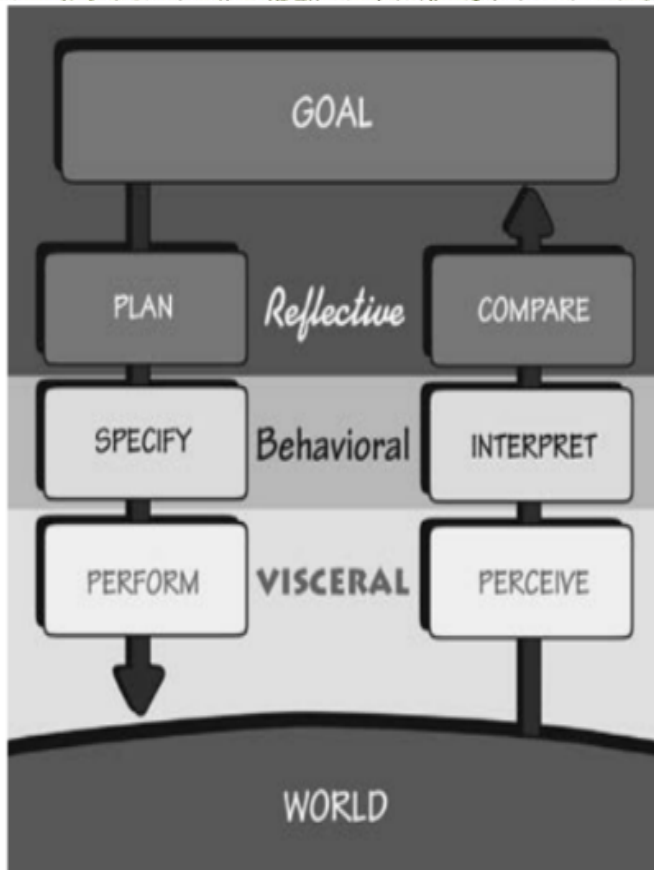 GOAL
PLAN Reflective COMPARE
SPECIFY Behavioral INTERPRET
PERFORM VISCERAL PERCEIVE
WORLD